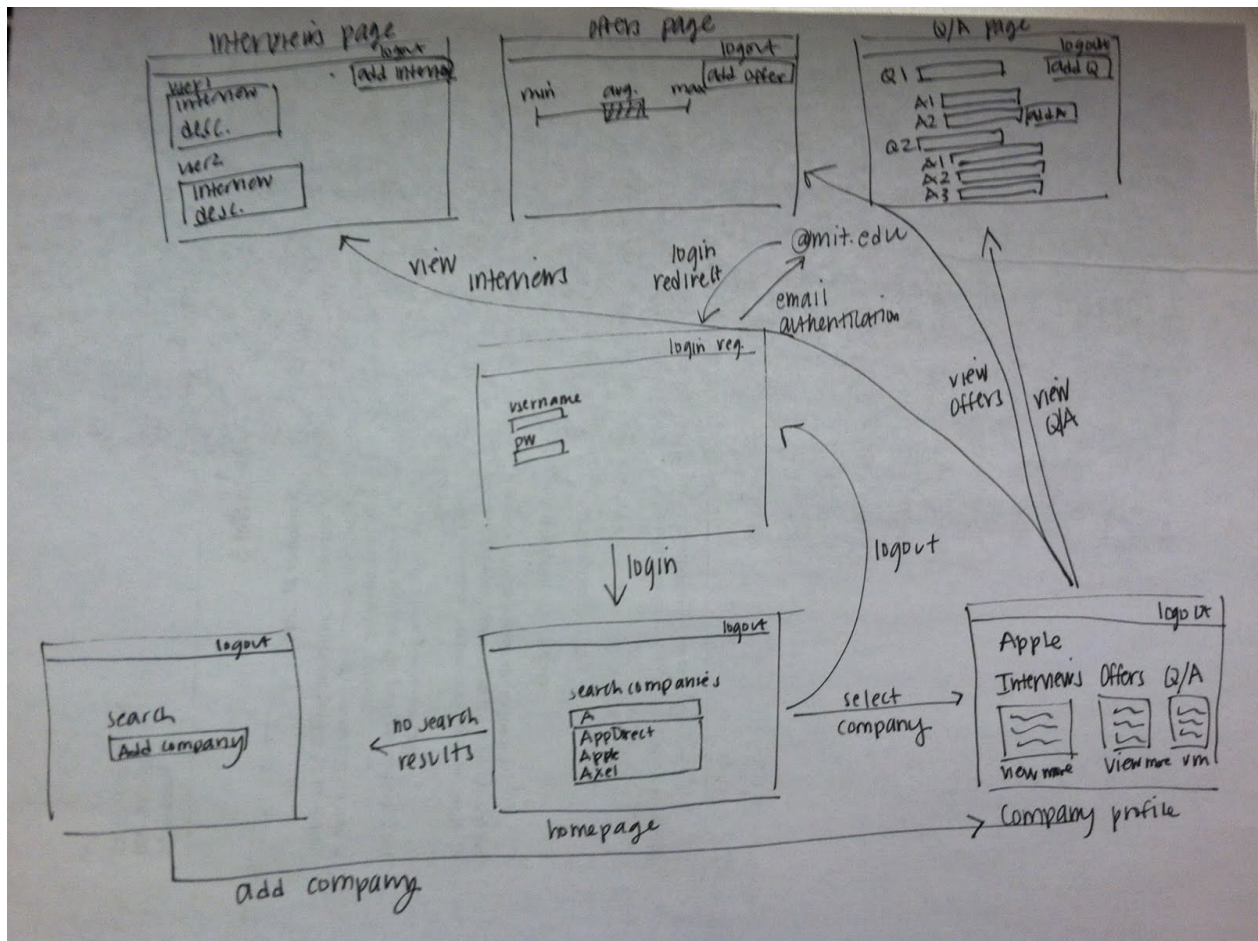 interviews page
logout
add interview
user1
interview
desc.
user2
interview
desc.
offers page
logout
add offer
min avg. max
Q/A page
logout
add Q
Q1
A1
A2 add A
Q2
A1
A2
A3
view interviews
login
redirect
@mit.edu
email
authentication
view
offers
view
Q/A
login reg.
username
pw
login
logout
logout
search
Add company
no search
results
logout
search companies
A
AppDirect
Apple
Axel
homepage
select
company
logout
Apple
Interviews Offers Q/A
view more view more vm
Company profile
add company